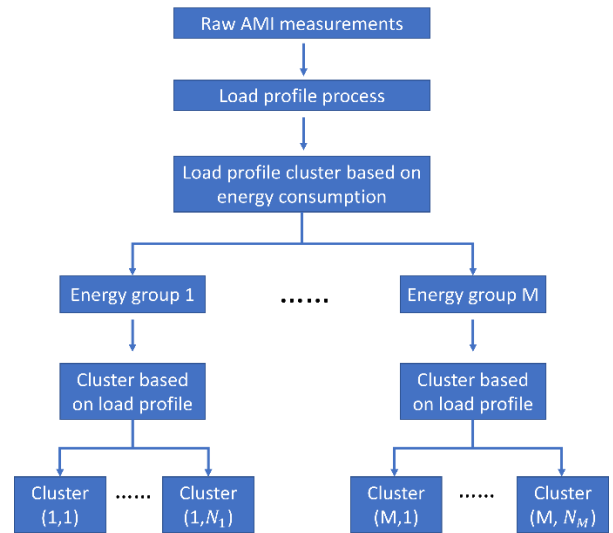 Raw AMI measurements
Load profile process
Load profile cluster based on
energy consumption
Energy group 1
......
Energy group M
Cluster based
on load profile
Cluster based
on load profile
Cluster
(1,1)
......
Cluster
(1,N₁)
Cluster
(M,1)
......
Cluster
(M, N_M)